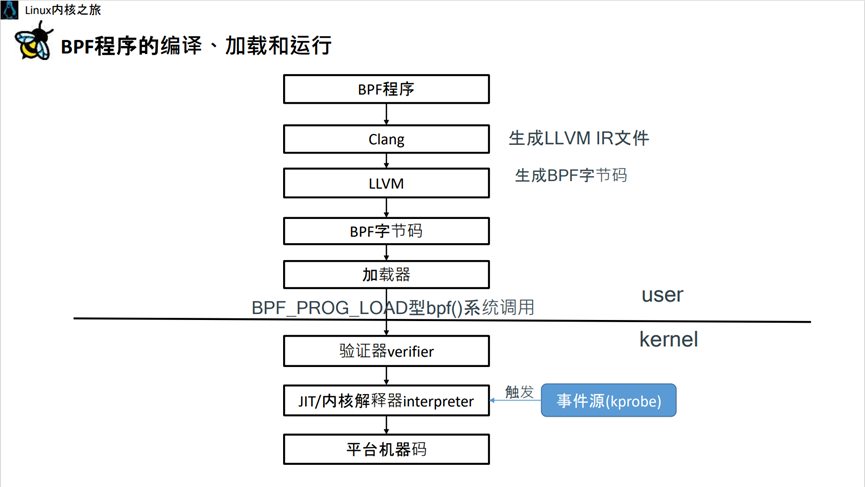 Linux内核之旅
BPF程序的编译、加载和运行
BPF程序
Clang
生成LLVM IR文件
LLVM
生成BPF字节码
BPF字节码
加载器
BPF_PROG_LOAD型bpf()系统调用
user
kernel
验证器verifier
JIT/内核解释器interpreter
触发
事件源(kprobe)
平台机器码